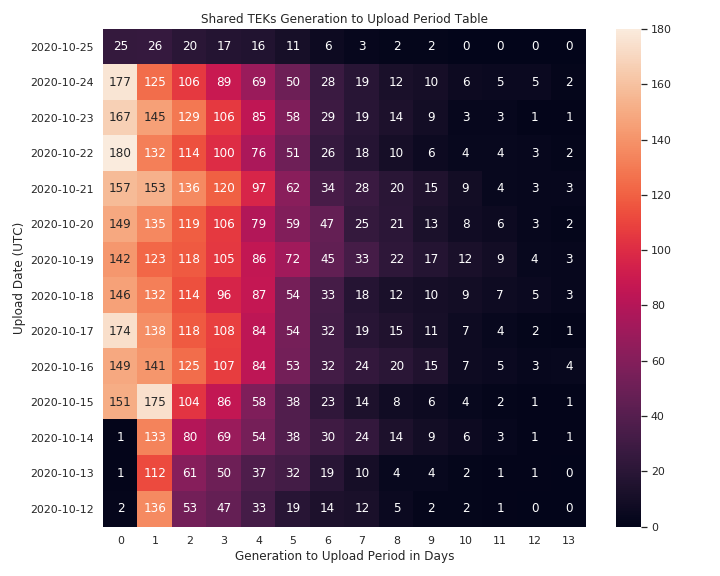 Shared TEKs Generation to Upload Period Table
Upload Date (UTC)
2020-10-25 25 26 20 17 16 11 6 3 2 2 0 0 0 0
2020-10-24 177 125 106 89 69 50 28 19 12 10 6 5 5 2
2020-10-23 167 145 129 106 85 58 29 19 14 9 3 3 1 1
2020-10-22 180 132 114 100 76 51 26 18 10 6 4 4 3 2
2020-10-21 157 153 136 120 97 62 34 28 20 15 9 4 3 3
2020-10-20 149 135 119 106 79 59 47 25 21 13 8 6 3 2
2020-10-19 142 123 118 105 86 72 45 33 22 17 12 9 4 3
2020-10-18 146 132 114 96 87 54 33 18 12 10 9 7 5 3
2020-10-17 174 138 118 108 84 54 32 19 15 11 7 4 2 1
2020-10-16 149 141 125 107 84 53 32 24 20 15 7 5 3 4
2020-10-15 151 175 104 86 58 38 23 14 8 6 4 2 1 1
2020-10-14 1 133 80 69 54 38 30 24 14 9 6 3 1 1
2020-10-13 1 112 61 50 37 32 19 10 4 4 2 1 1 0
2020-10-12 2 136 53 47 33 19 14 12 5 2 2 1 0 0
0 1 2 3 4 5 6 7 8 9 10 11 12 13
Generation to Upload Period in Days
180
160
140
120
100
80
60
40
20
0